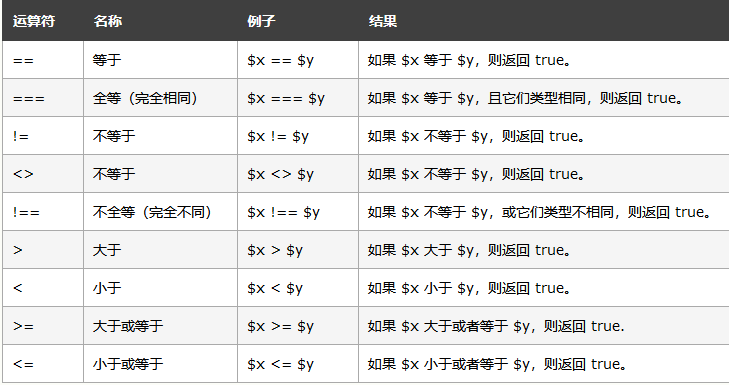 运算符 名称 例子 结果
== 等于 $x == $y 如果 $x 等于 $y，则返回 true。
=== 全等（完全相同） $x === $y 如果 $x 等于 $y，且它们类型相同，则返回 true。
!= 不等于 $x != $y 如果 $x 不等于 $y，则返回 true。
<> 不等于 $x <> $y 如果 $x 不等于 $y，则返回 true。
!== 不全等（完全不同） $x !== $y 如果 $x 不等于 $y，或它们类型不相同，则返回 true。
> 大于 $x > $y 如果 $x 大于 $y，则返回 true。
< 小于 $x < $y 如果 $x 小于 $y，则返回 true。
>= 大于或等于 $x >= $y 如果 $x 大于或者等于 $y，则返回 true.
<= 小于或等于 $x <= $y 如果 $x 小于或者等于 $y，则返回 true。